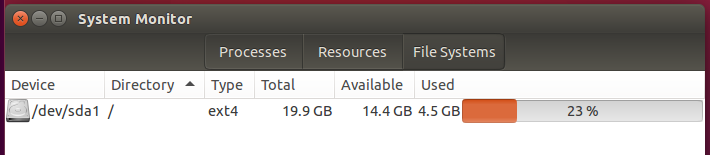 System Monitor
Processes Resources File Systems
Device Directory Type Total Available Used
/dev/sda1 / ext4 19.9 GB 14.4 GB 4.5 GB 23 %